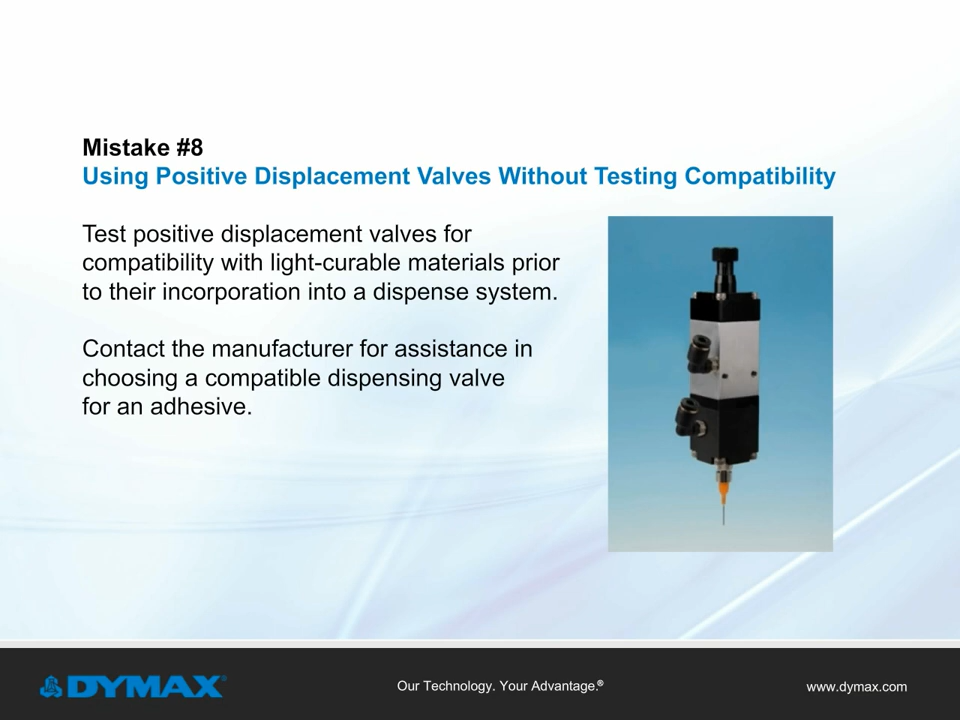 Mistake #8
Using Positive Displacement Valves Without Testing Compatibility
Test positive displacement valves for
compatibility with light-curable materials prior
to their incorporation into a dispense system.
Contact the manufacturer for assistance in
choosing a compatible dispensing valve
for an adhesive.
DYMAX®
Our Technology. Your Advantage.®
www.dymax.com